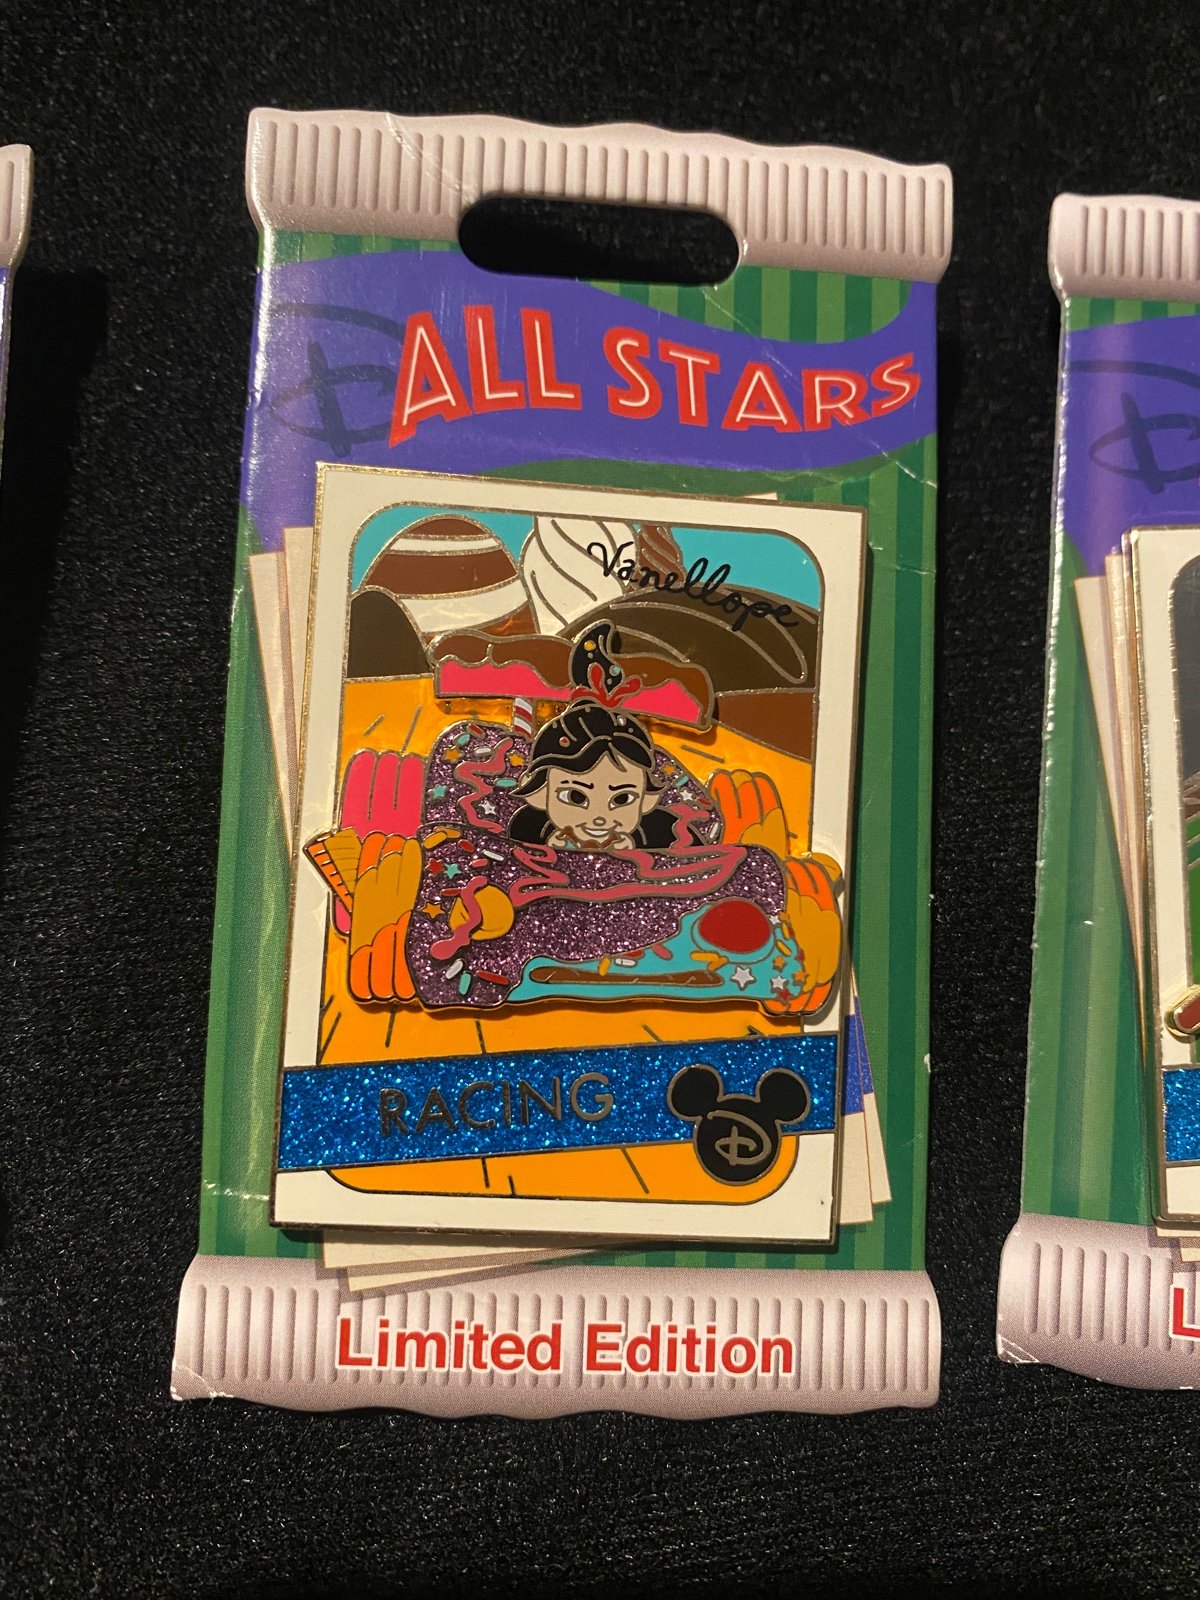 ALL STARS
Vanellope
RACING
D
Limited Edition
L